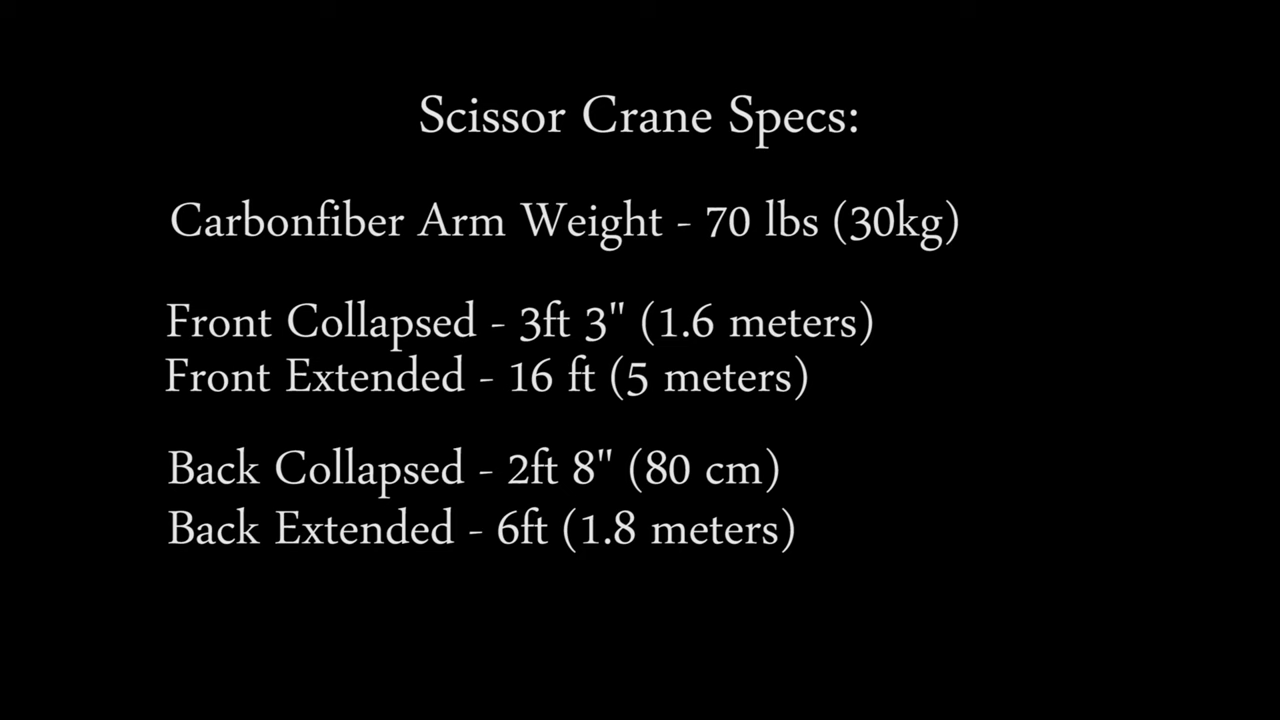 Scissor Crane Specs:
Carbonfiber Arm Weight - 70 lbs (30kg)
Front Collapsed - 3ft 3" (1.6 meters)
Front Extended - 16 ft (5 meters)
Back Collapsed - 2ft 8" (80 cm)
Back Extended - 6ft (1.8 meters)